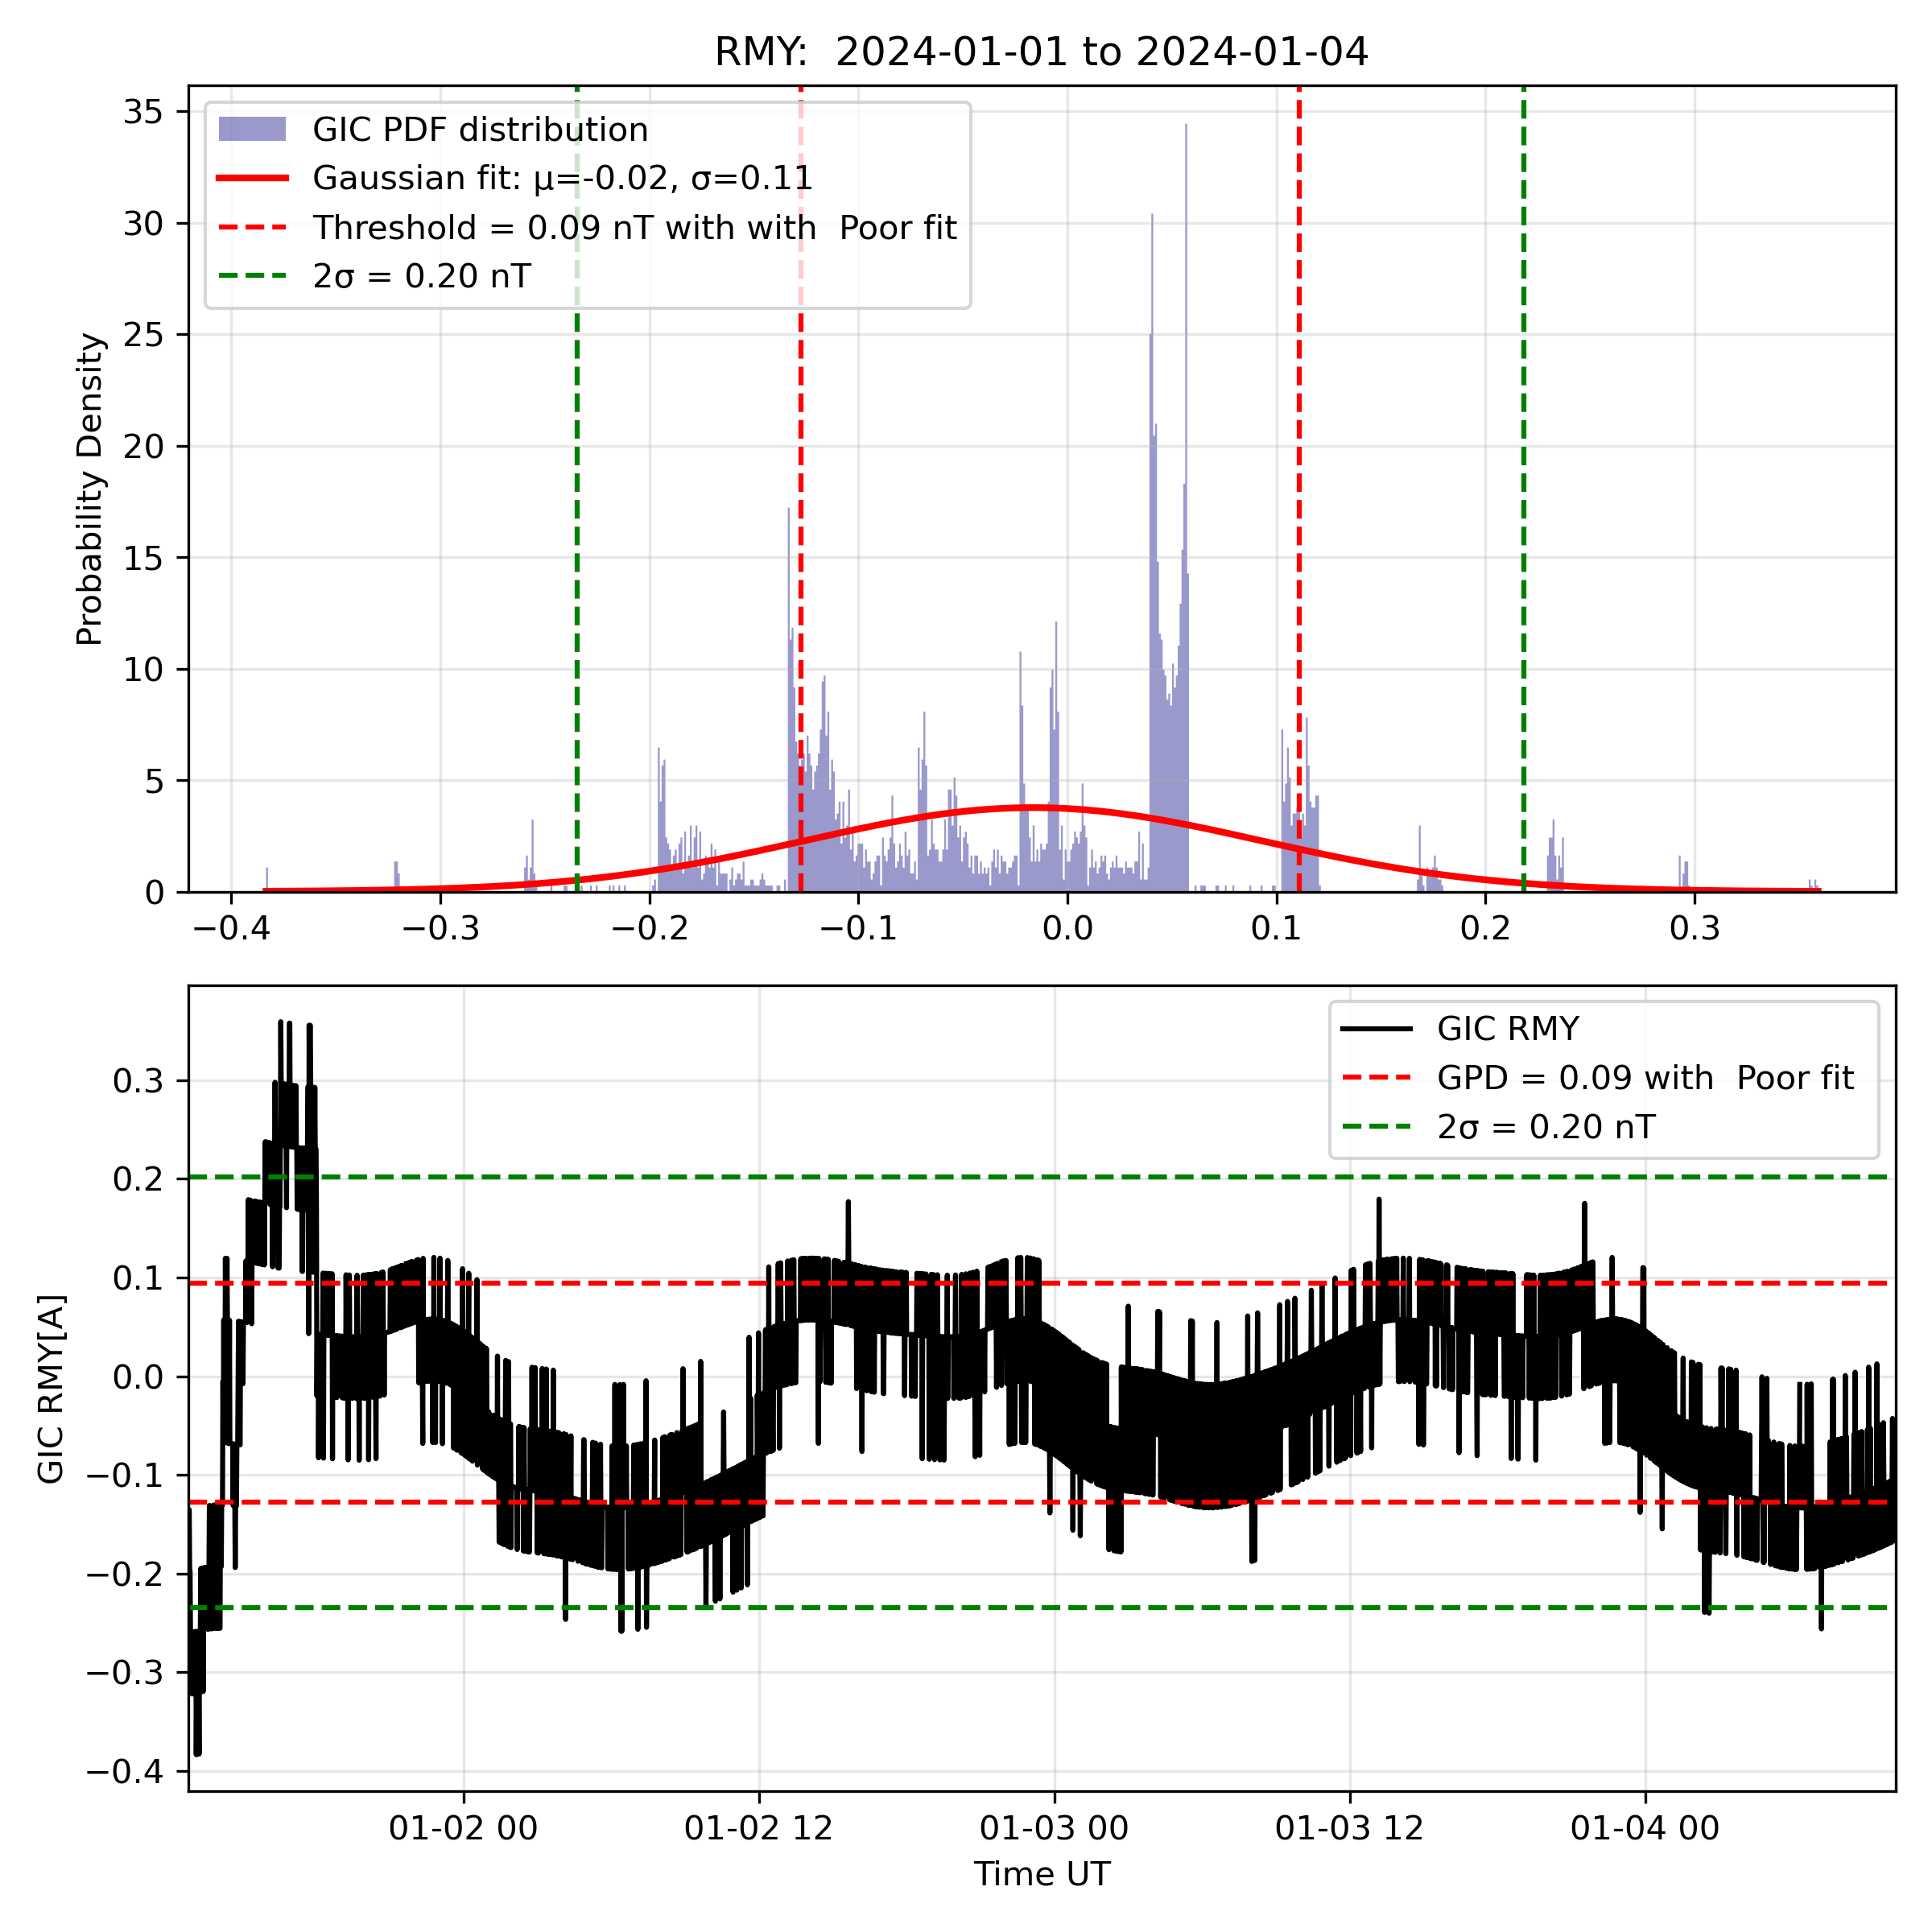 RMY:  2024-01-01 to 2024-01-04
35
30
25
20
15
10
5
0
Probability Density
GIC PDF distribution
Gaussian fit: μ=-0.02, σ=0.11
Threshold = 0.09 nT with with  Poor fit
2σ = 0.20 nT
−0.4 −0.3 −0.2 −0.1 0.0 0.1 0.2 0.3
0.3
0.2
0.1
0.0
−0.1
−0.2
−0.3
−0.4
GIC RMY[A]
GIC RMY
GPD = 0.09 with  Poor fit
2σ = 0.20 nT
01-02 00 01-02 12 01-03 00 01-03 12 01-04 00
Time UT